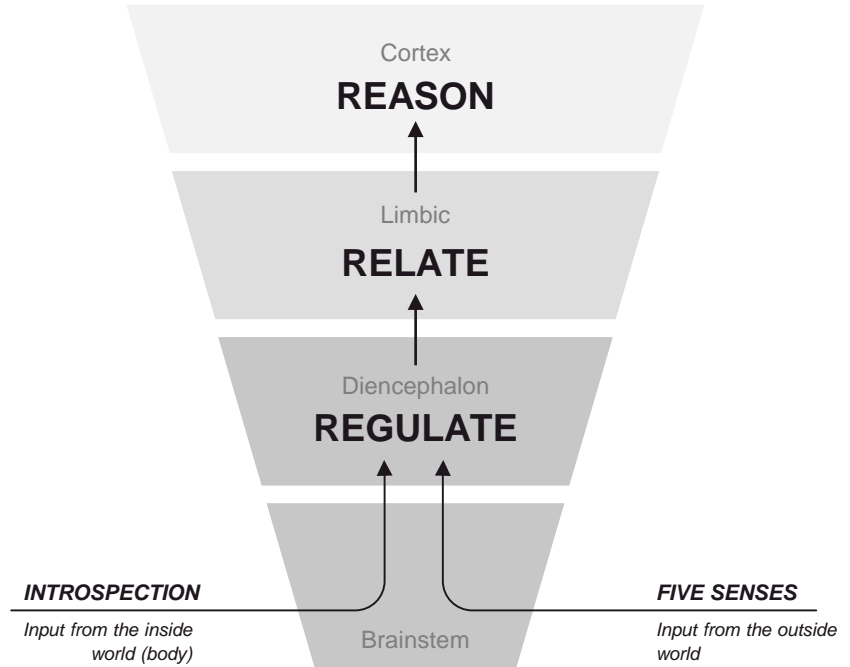 Cortex
REASON
Limbic
RELATE
Diencephalon
REGULATE
INTROSPECTION
Input from the inside
world (body)
Brainstem
FIVE SENSES
Input from the outside
world